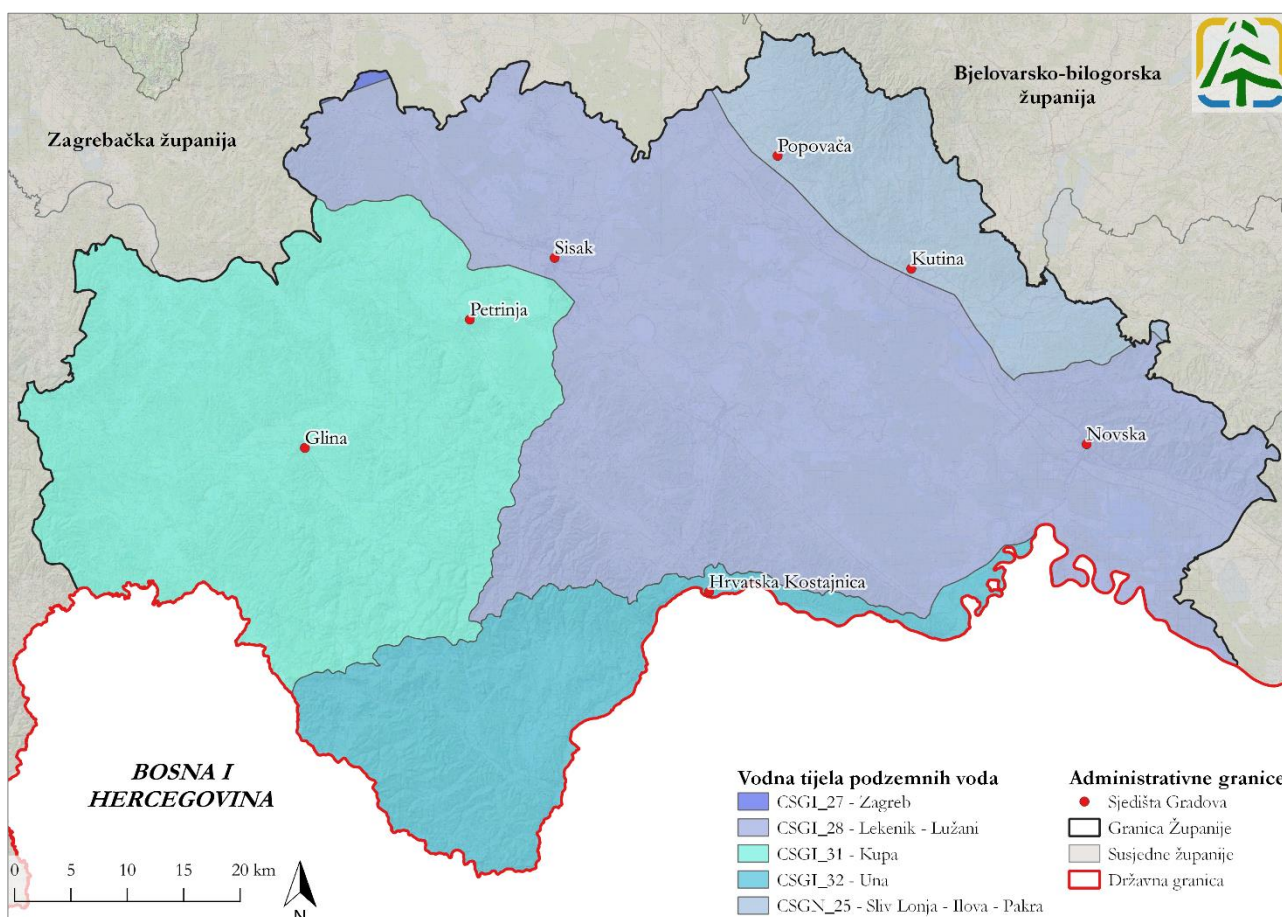 Bjelovarsko-bilogorska
županija
Zagrebačka županija
Popovača
Sisak
Kutina
Petrinja
Glina
Novska
Hrvatska Kostajnica
BOSNA I
HERCEGOVINA
0 5 10 20 km
N
Vodna tijela podzemnih voda
CSGI_27 - Zagreb
CSGI_28 - Lekenik - Lužani
CSGI_31 - Kupa
CSGI_32 - Una
CSGN_25 - Sliv Lonja - Ilova - Pakra
Administrativne granice
Sjedišta Gradova
Granica Županije
Susjedne županije
Državna granica